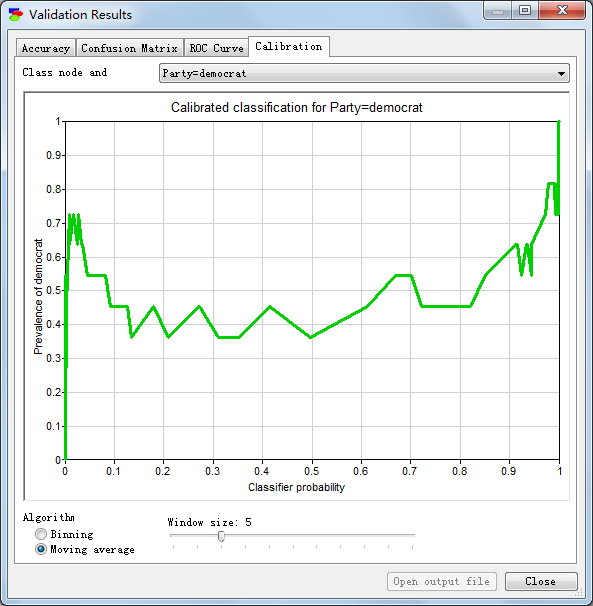 Validation Results
Accuracy Confusion Matrix ROC Curve Calibration
Class node and Party=democrat
Calibrated classification for Party=democrat
Prevalence of democrat
1
0.9
0.8
0.7
0.6
0.5
0.4
0.3
0.2
0.1
0
0 0.1 0.2 0.3 0.4 0.5 0.6 0.7 0.8 0.9 1
Classifier probability
Algorithm
Window size: 5
Binning
Moving average
Open output file Close